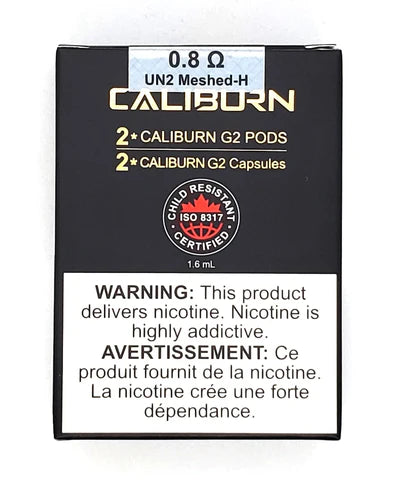 0.8 Ω
UN2 Meshed-H
CALIBURN
2* CALIBURN G2 PODS
2* CALIBURN G2 Capsules
CHILD RESISTANT
ISO 8317
CERTIFIED
1.6 mL
WARNING: This product
delivers nicotine. Nicotine is
highly addictive.
AVERTISSEMENT: Ce
produit fournit de la nicotine.
La nicotine crée une forte
dépendance.